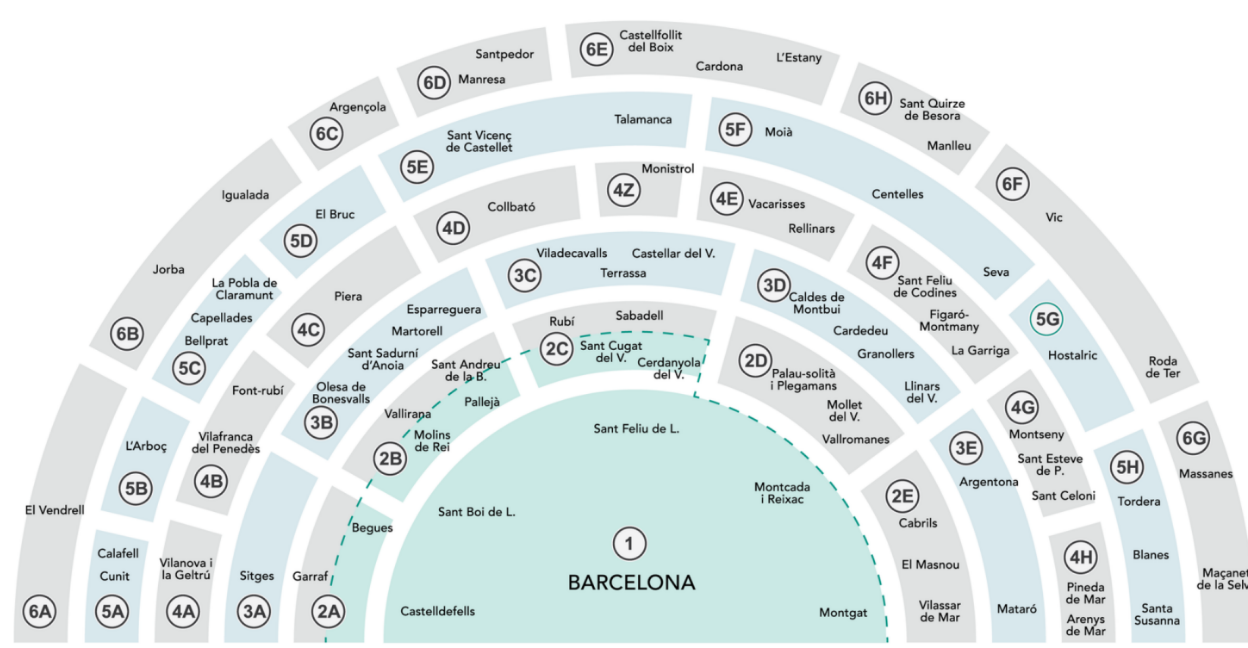 6E
Castellfollit
del Boix
Cardona
L'Estany
Santpedor
6D
Manresa
6H
Sant Quirze
de Besora
Manlleu
Argençola
6C
Sant Vicenç
de Castellet
5E
Talamanca
5F
Moià
6F
Vic
Igualada
El Bruc
5D
4D
Collbató
4Z
Monistrol
4E
Vacarisses
Rellinars
Centelles
Seva
Jorba
6B
La Pobla de
Claramunt
Capellades
Bellprat
5C
Piera
4C
3C
Viladecavalls
Castellar del V.
Terrassa
4F
Sant Feliu
de Codines
Figaró-
Montmany
La Garriga
5G
Hostalric
Roda
de Ter
Esparreguera
Martorell
Sant Sadurní
d'Anoia
Olesa de
Bonesvalls
3B
3D
Caldes de
Montbui
Cardedeu
Granollers
Llinars
del V.
Font-rubí
Vilafranca
del Penedès
4B
Rubí
Sabadell
2C
Sant Cugat
del V.
Cerdanyola
del V.
Sant Andreu
de la B.
Pallejà
Vallirana
Molins
de Rei
2B
2D
Palau-solità
i Plegamans
Mollet
del V.
Vallromanes
4G
Montseny
Sant Esteve
de P.
Sant Celoni
6G
Massanes
L'Arboç
5B
El Vendrell
3E
Argentona
5H
Tordera
Sant Feliu de L.
Montcada
i Reixac
Sant Boi de L.
2E
Cabrils
El Masnou
Vilassar
de Mar
Begues
1
BARCELONA
Calafell
Cunit
Vilanova i
la Geltrú
Sitges
Garraf
4H
Pineda
de Mar
Arenys
de Mar
Blanes
Santa
Susanna
Maçanet
de la Selv
6A
5A
4A
3A
2A
Castelldefells
Montgat
Mataró